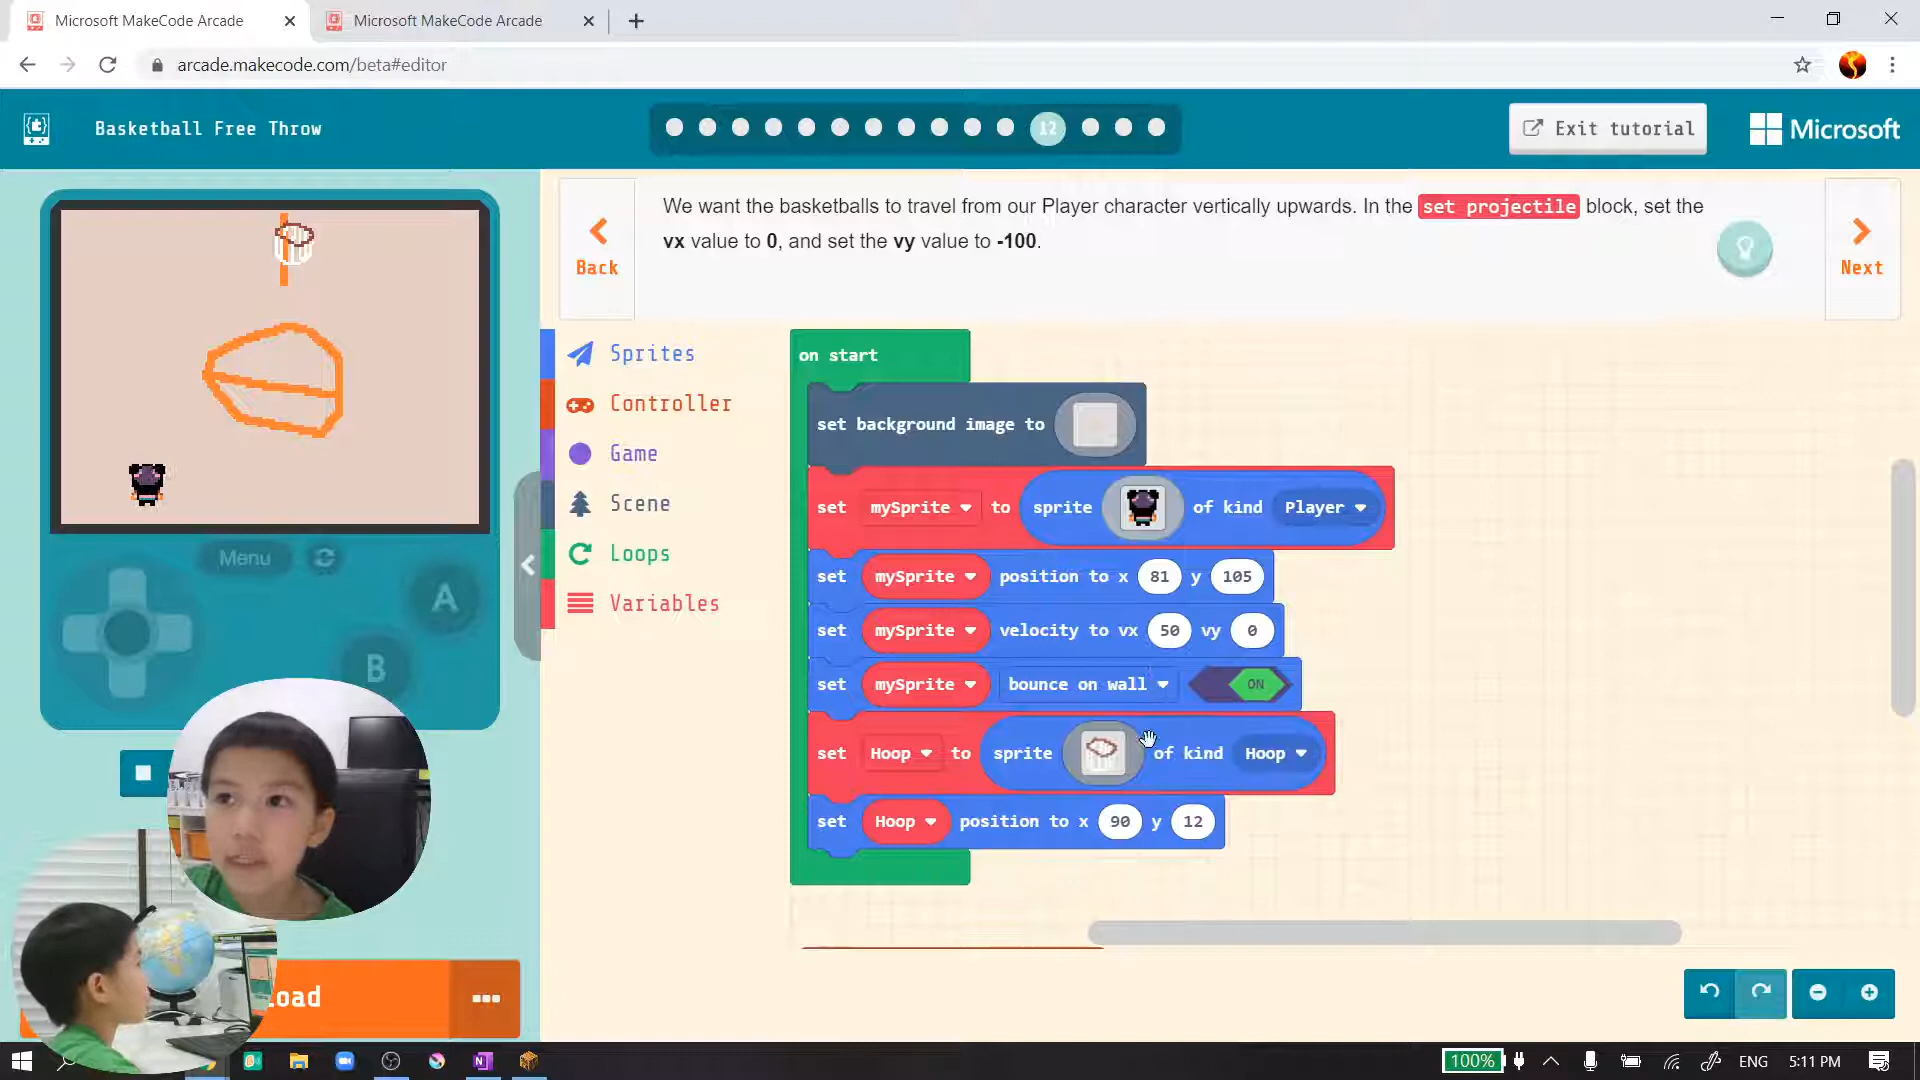 Microsoft MakeCode Arcade
Microsoft MakeCode Arcade
arcade.makecode.com/beta#editor
Basketball Free Throw
12
Exit tutorial
Microsoft
Back
We want the basketballs to travel from our Player character vertically upwards. In the set projectile block, set the
vx value to 0, and set the vy value to -100.
Next
Menu
A
B
Sprites
Controller
Game
Scene
Loops
Variables
on start
set background image to
set mySprite to sprite of kind Player
set mySprite position to x 81 y 105
set mySprite velocity to vx 50 vy 0
set mySprite bounce on wall ON
set Hoop to sprite of kind Hoop
set Hoop position to x 90 y 12
100%
ENG
5:11 PM